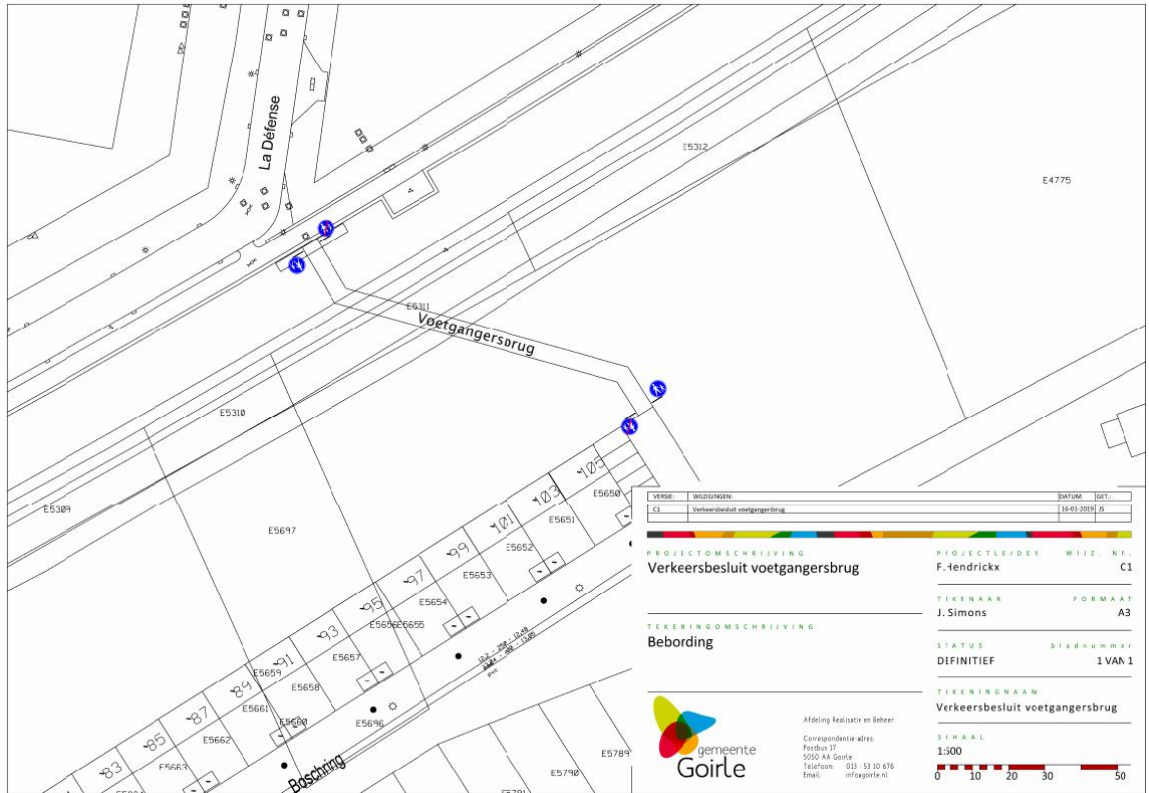 La Défense
E5312
E4775
E5311
Voetgangersbrug
E5310
E5309
E5697
105
103
101
99
97
95
93
91
89
87
85
83
E5650
E5651
E5652
E5653
E5654
E5656E5655
E5657
E5659
E5658
E5661
E5660
E5662
E5663
E5696
Boschring
E5789
E5790
VERSIE: WIJZIGINGEN: DATUM: GET.:
C1 Verkeersbesluit voetgangerbrug 16-01-2019 JS
PROJECTOMSCHRIJVING
Verkeersbesluit voetgangersbrug
PROJECTLEIDER WIJZ. NR.
F.Hendrickx C1
TEKENAAR FORMAAT
J. Simons A3
TEKENINGOMSCHRIJVING
Bebording
STATUS bladnummer
DEFINITIEF 1 VAN 1
TEKENINGNAAM
Verkeersbesluit voetgangersbrug
SCHAAL
1:500
0 10 20 30 50
gemeente
Goirle
Afdeling Realisatie en Beheer
Correspondentie-adres:
Postbus 17
5050 AA Goirle
Telefoon: 013 - 53 10 676
Email: info@goirle.nl